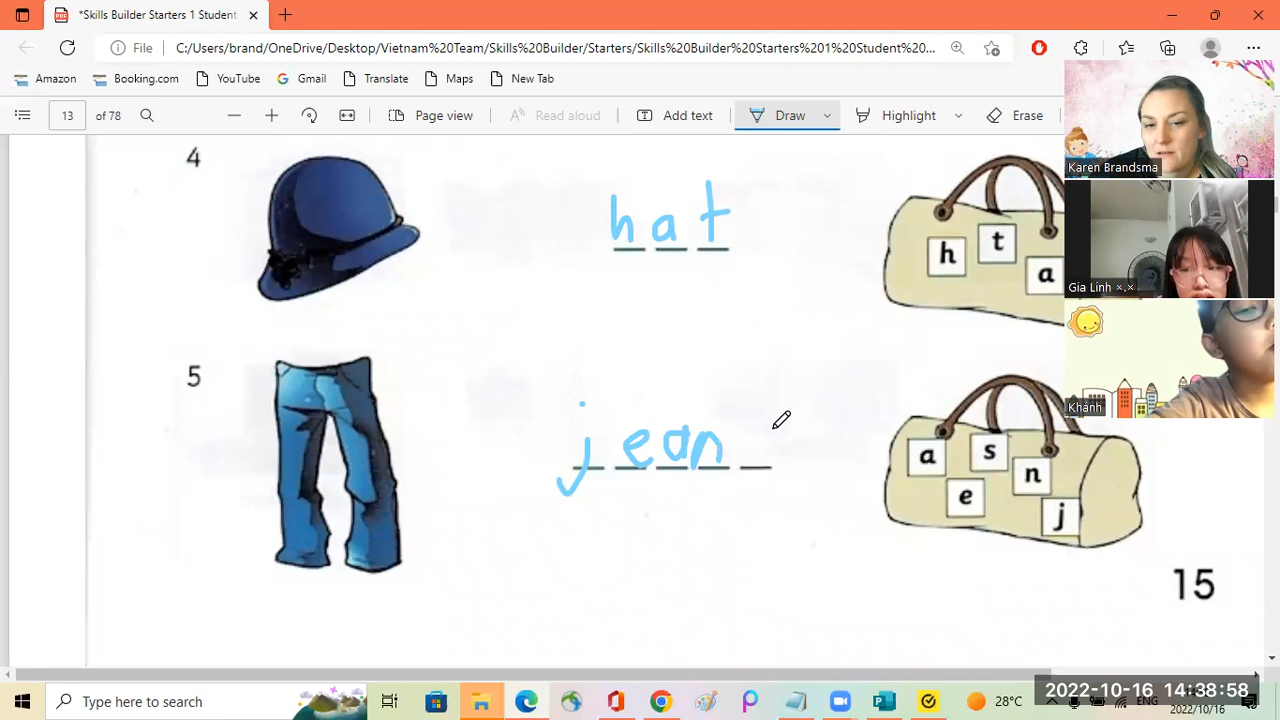 *Skills Builder Starters 1 Student
File C:/Users/brand/OneDrive/Desktop/Vietnam%20Team/Skills%20Builder/Starters/Skills%20Builder%20Starters%201%20Student%20...
Amazon Booking.com YouTube Gmail Translate Maps New Tab
13 of 78 Page view Read aloud Add text Draw Highlight Erase
Karen Brandsma
Gia Linh ×.×
Khánh
4
hat
h t a
5
jean
a s n e j
15
Type here to search
28°C ENG
2022-10-16 14:38:58
2022/10/16